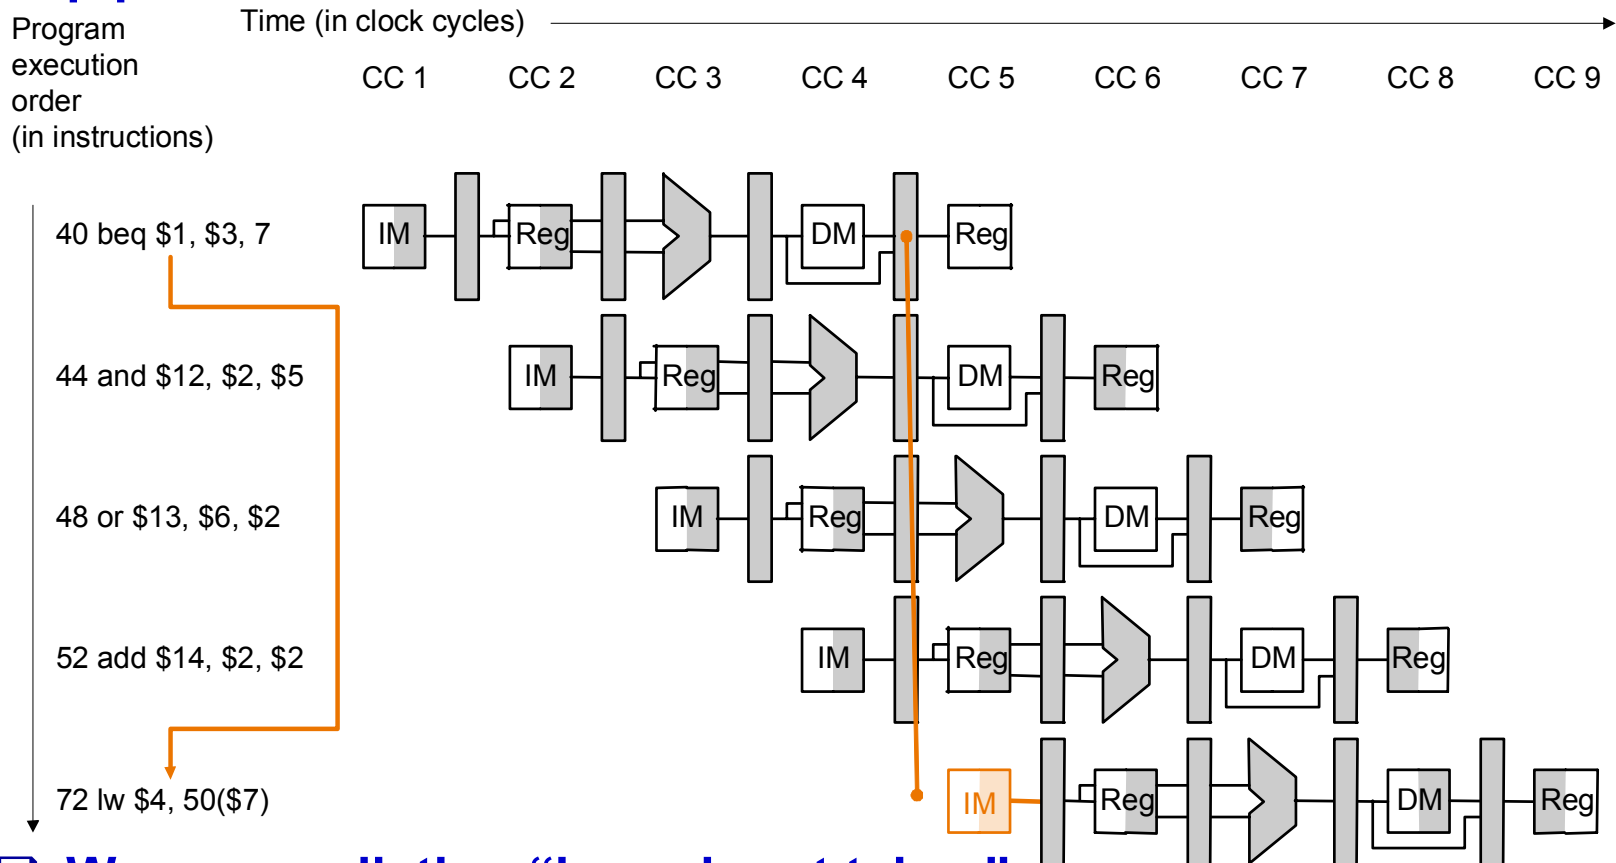 Program
execution
order
(in instructions)
Time (in clock cycles)
CC 1 CC 2 CC 3 CC 4 CC 5 CC 6 CC 7 CC 8 CC 9
40 beq $1, $3, 7
IM Reg DM Reg
44 and $12, $2, $5
IM Reg DM Reg
48 or $13, $6, $2
IM Reg DM Reg
52 add $14, $2, $2
IM Reg DM Reg
72 lw $4, 50($7)
IM Reg DM Reg